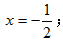 x = −1/2；